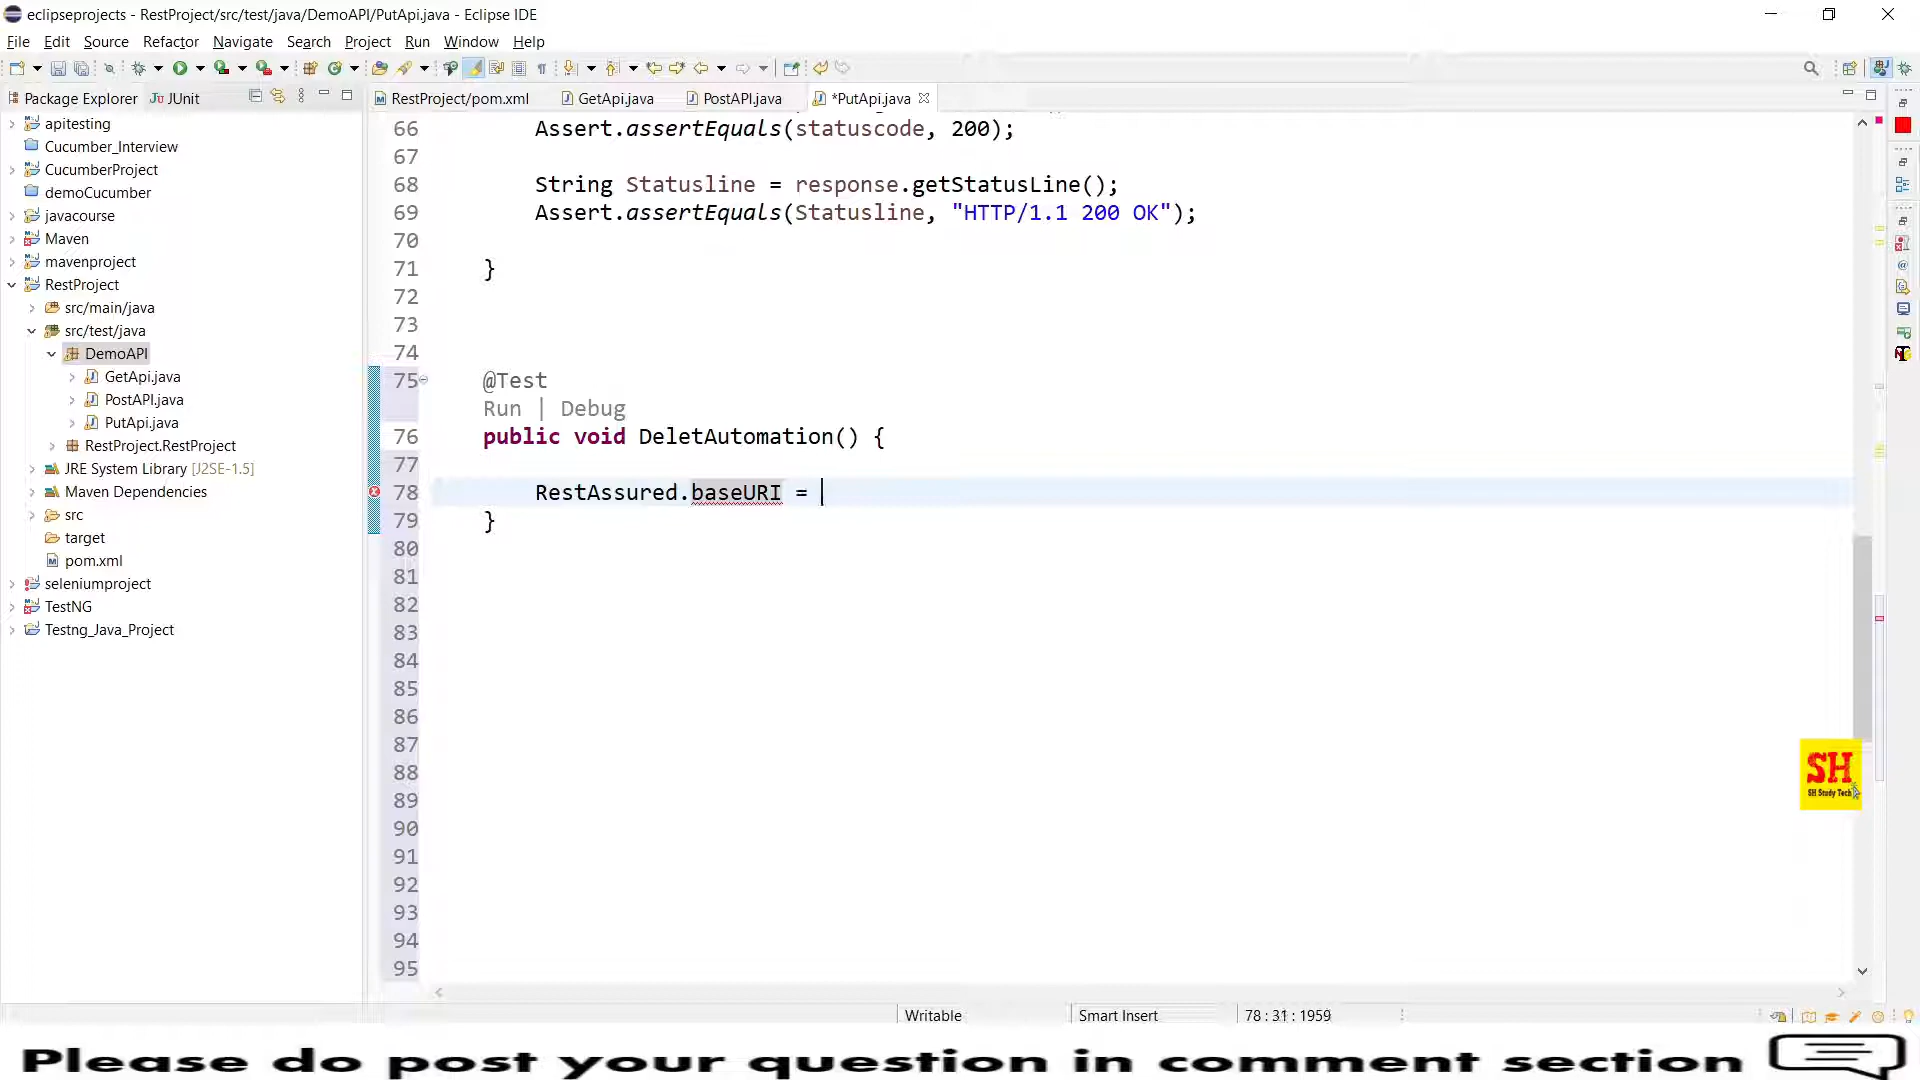 eclipseprojects - RestProject/src/test/java/DemoAPI/PutApi.java - Eclipse IDE
File Edit Source Refactor Navigate Search Project Run Window Help
Package Explorer JUnit
RestProject/pom.xml GetApi.java PostAPI.java *PutApi.java
apitesting
Cucumber_Interview
CucumberProject
demoCucumber
javacourse
Maven
mavenproject
RestProject
src/main/java
src/test/java
DemoAPI
GetApi.java
PostAPI.java
PutApi.java
RestProject.RestProject
JRE System Library [J2SE-1.5]
Maven Dependencies
src
target
pom.xml
seleniumproject
TestNG
Testng_Java_Project
66 Assert.assertEquals(statuscode, 200);
67
68 String Statusline = response.getStatusLine();
69 Assert.assertEquals(Statusline, "HTTP/1.1 200 OK");
70
71 }
72
73
74
75 @Test
Run | Debug
76 public void DeletAutomation() {
77
78 RestAssured.baseURI =
79 }
80
81
82
83
84
85
86
87
88
89
90
91
92
93
94
95
SH
SH Study Tech
Writable Smart Insert 78 : 31 : 1959
Please do post your question in comment section